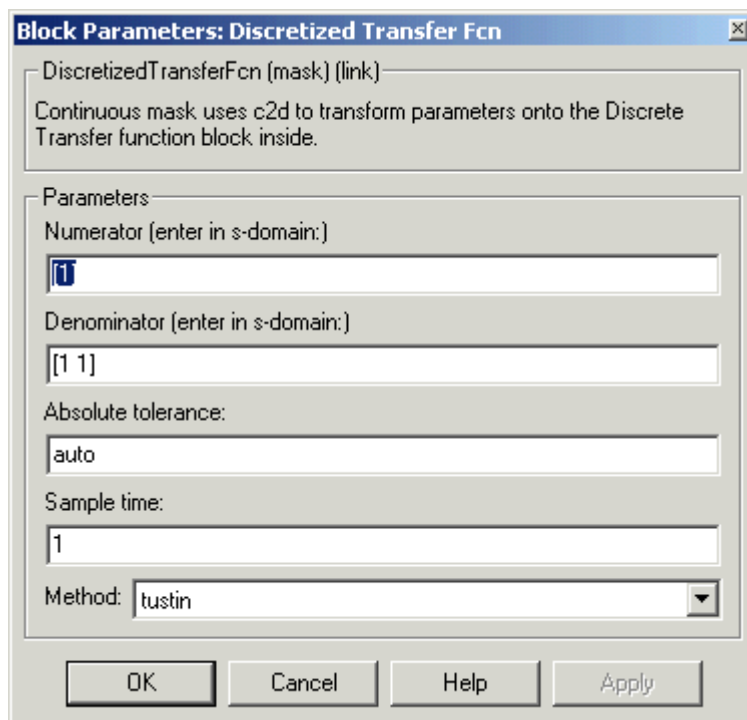 Block Parameters: Discretized Transfer Fcn
DiscretizedTransferFcn (mask) (link)
Continuous mask uses c2d to transform parameters onto the Discrete
Transfer function block inside.
Parameters
Numerator (enter in s-domain:)
[1]
Denominator (enter in s-domain:)
[1 1]
Absolute tolerance:
auto
Sample time:
1
Method: tustin
OK Cancel Help Apply